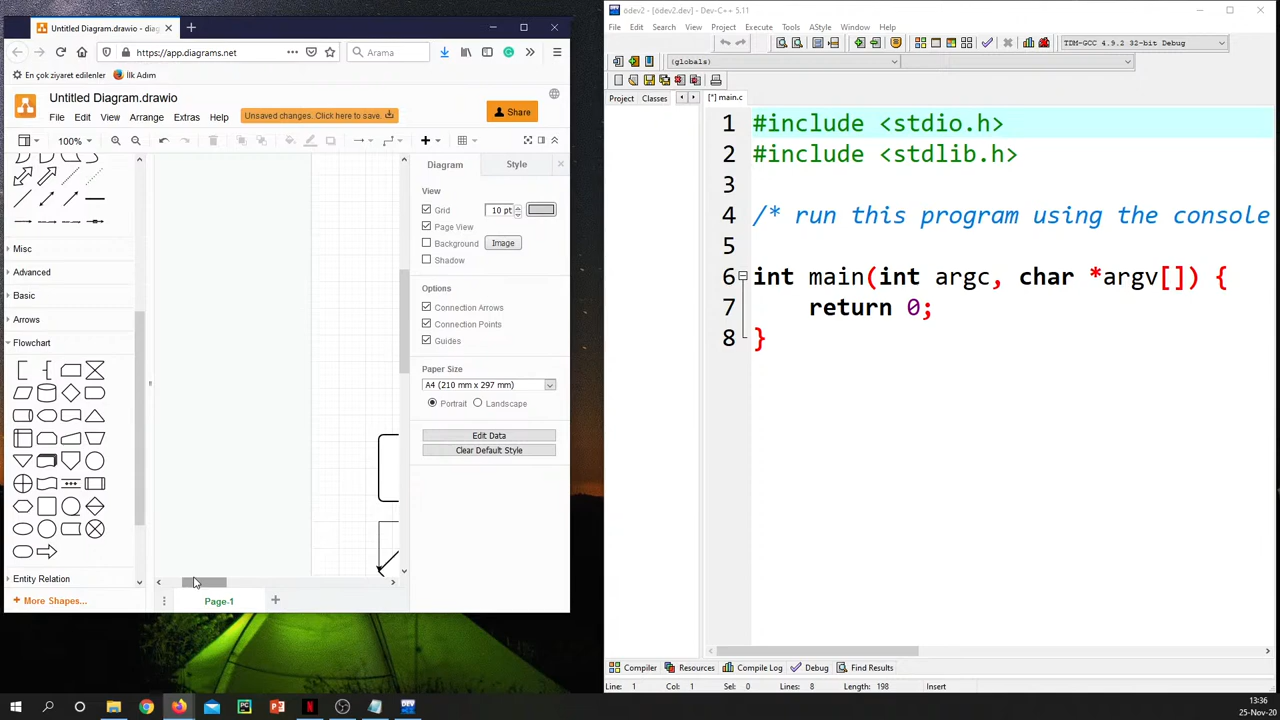 Untitled Diagram.drawio - diag
https://app.diagrams.net
Arama
En çok ziyaret edilenler
İlk Adım
Untitled Diagram.drawio
File Edit View Arrange Extras Help
Unsaved changes. Click here to save.
Share
100%
Diagram
Style
View
Grid
10 pt
Page View
Background
Image
Shadow
Options
Connection Arrows
Connection Points
Guides
Paper Size
A4 (210 mm x 297 mm)
Portrait
Landscape
Edit Data
Clear Default Style
Misc
Advanced
Basic
Arrows
Flowchart
Entity Relation
+ More Shapes...
Page-1
ödev2 - [ödev2.dev] - Dev-C++ 5.11
File Edit Search View Project Execute Tools AStyle Window Help
TDM-GCC 4.9.2 32-bit Debug
(globals)
Project Classes
[*] main.c
1 #include <stdio.h>
2 #include <stdlib.h>
3
4 /* run this program using the console
5
6 int main(int argc, char *argv[]) {
7 return 0;
8 }
Compiler Resources Compile Log Debug Find Results
Line: 1 Col: 1 Sel: 0 Lines: 8 Length: 198 Insert
13:36
25-Nov-20